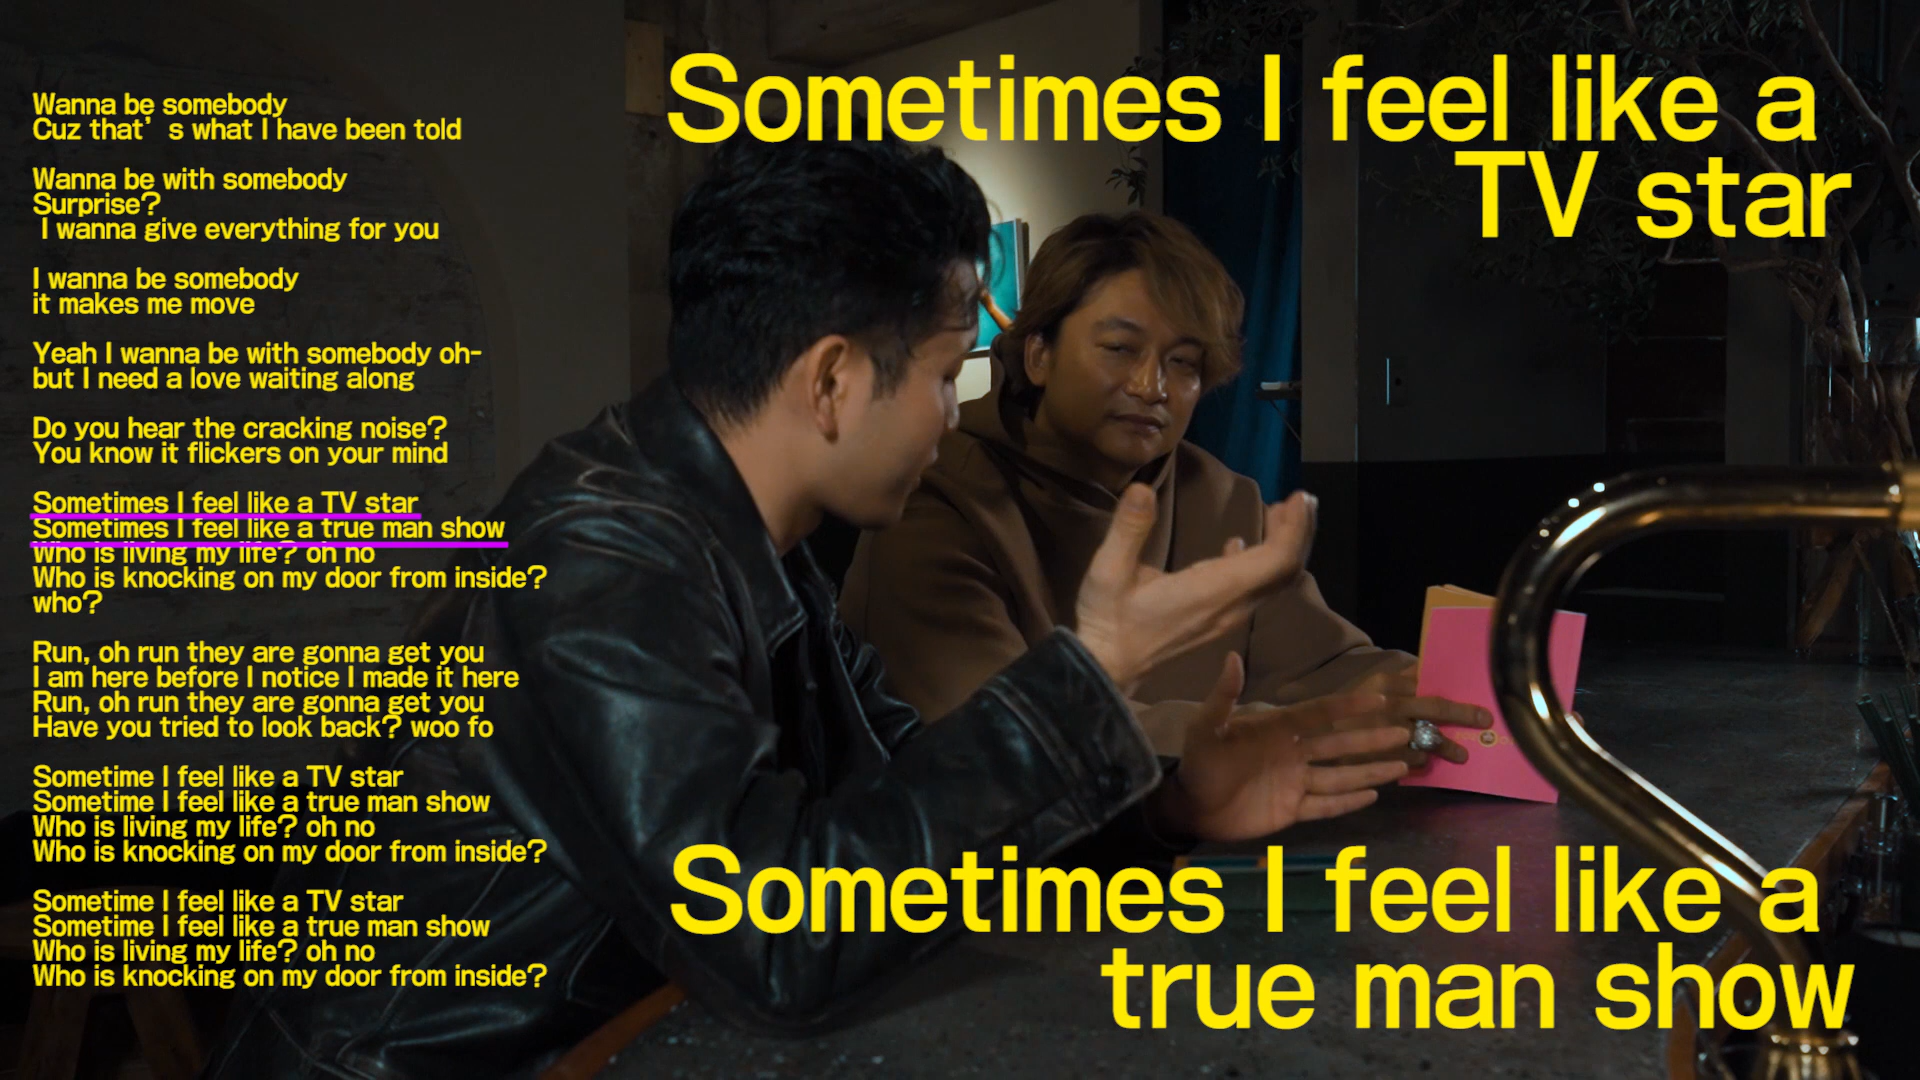 Wanna be somebody
Cuz that’s what I have been told
Wanna be with somebody
Surprise?
I wanna give everything for you
I wanna be somebody
it makes me move
Yeah I wanna be with somebody oh-
but I need a love waiting along
Do you hear the cracking noise?
You know it flickers on your mind
Sometimes I feel like a TV star
Sometimes I feel like a true man show
Who is living my life? oh no
Who is knocking on my door from inside?
who?
Run, oh run they are gonna get you
I am here before I notice I made it here
Run, oh run they are gonna get you
Have you tried to look back? woo fo
Sometime I feel like a TV star
Sometime I feel like a true man show
Who is living my life? oh no
Who is knocking on my door from inside?
Sometime I feel like a TV star
Sometime I feel like a true man show
Who is living my life? oh no
Who is knocking on my door from inside?
Sometimes I feel like a
TV star
Sometimes I feel like a
true man show